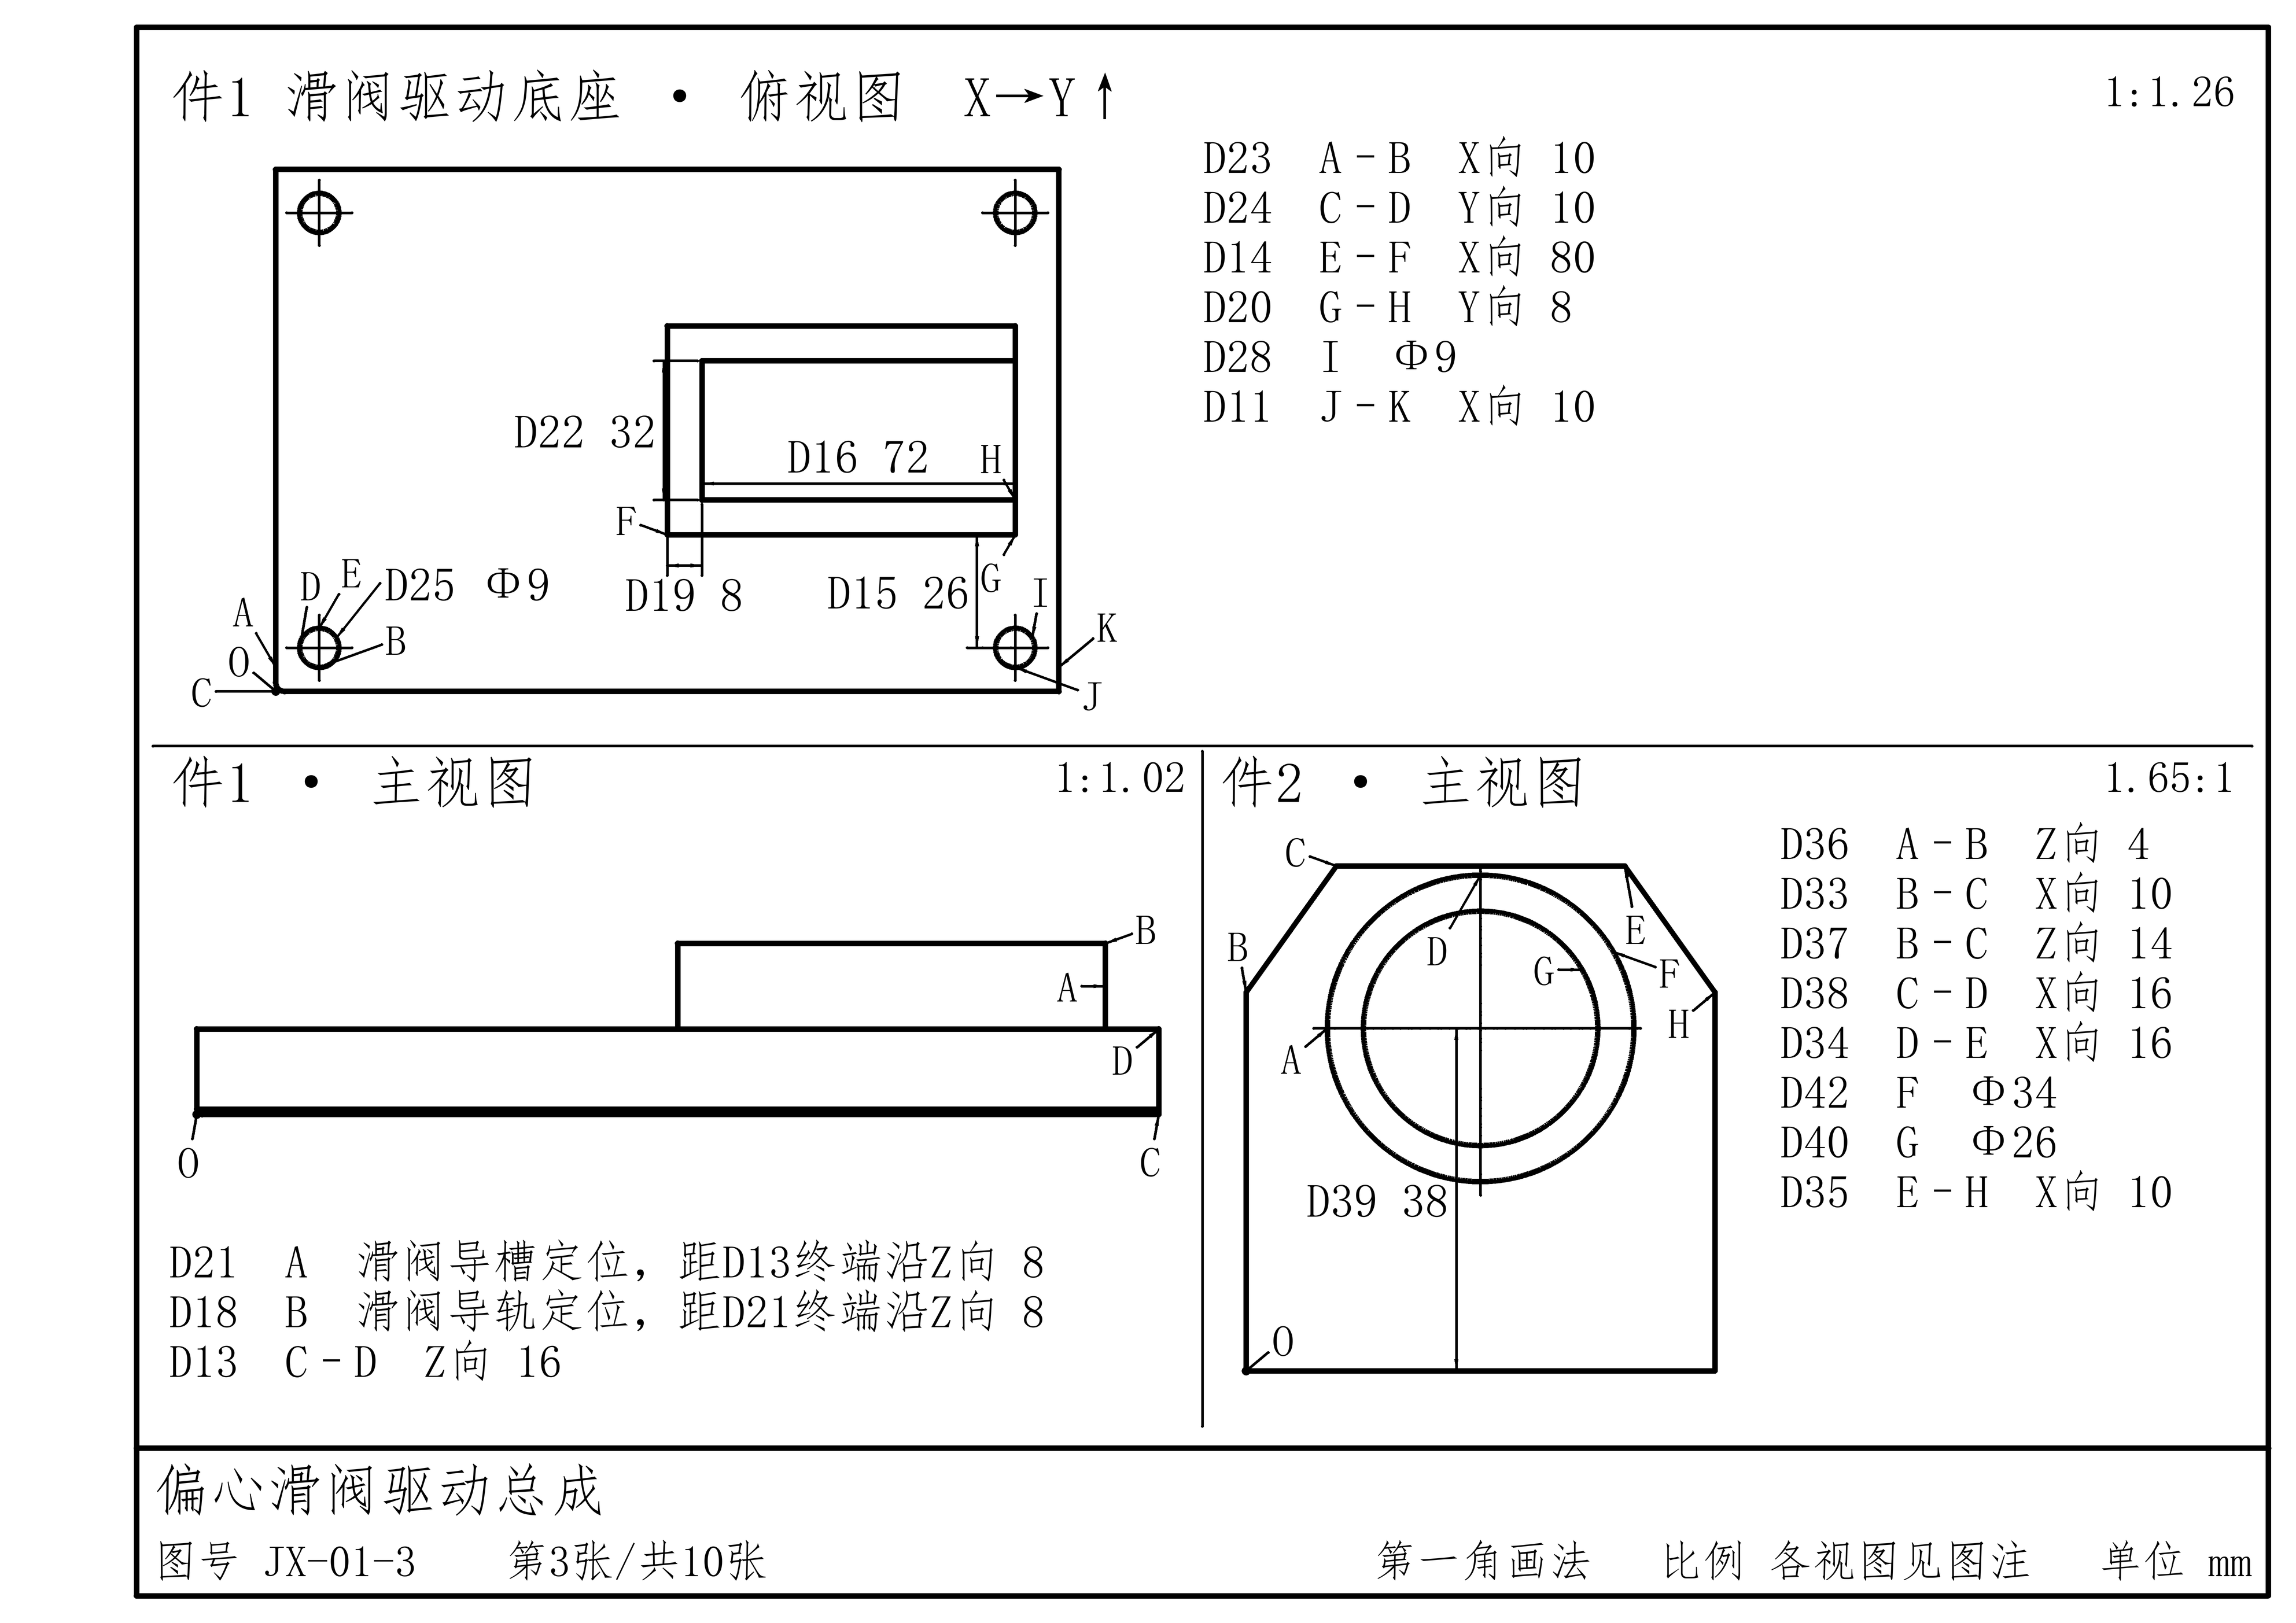 件1 滑阀驱动底座 · 俯视图 X→Y↑
1:1.26
D23 A-B X向 10
D24 C-D Y向 10
D14 E-F X向 80
D20 G-H Y向 8
D28 I Φ9
D11 J-K X向 10
D22 32
D16 72
H
F
D19 8
D15 26
G
I
D
E
D25 Φ9
A
B
K
O
C
J
件1 · 主视图
1:1.02
B
A
D
O
C
D21 A 滑阀导槽定位，距D13终端沿Z向 8
D18 B 滑阀导轨定位，距D21终端沿Z向 8
D13 C-D Z向 16
件2 · 主视图
1.65:1
D36 A-B Z向 4
D33 B-C X向 10
D37 B-C Z向 14
D38 C-D X向 16
D34 D-E X向 16
D42 F Φ34
D40 G Φ26
D35 E-H X向 10
C
B
D
E
G
F
H
A
D39 38
O
偏心滑阀驱动总成
图号 JX-01-3 第3张/共10张 第一角画法 比例 各视图见图注 单位 mm